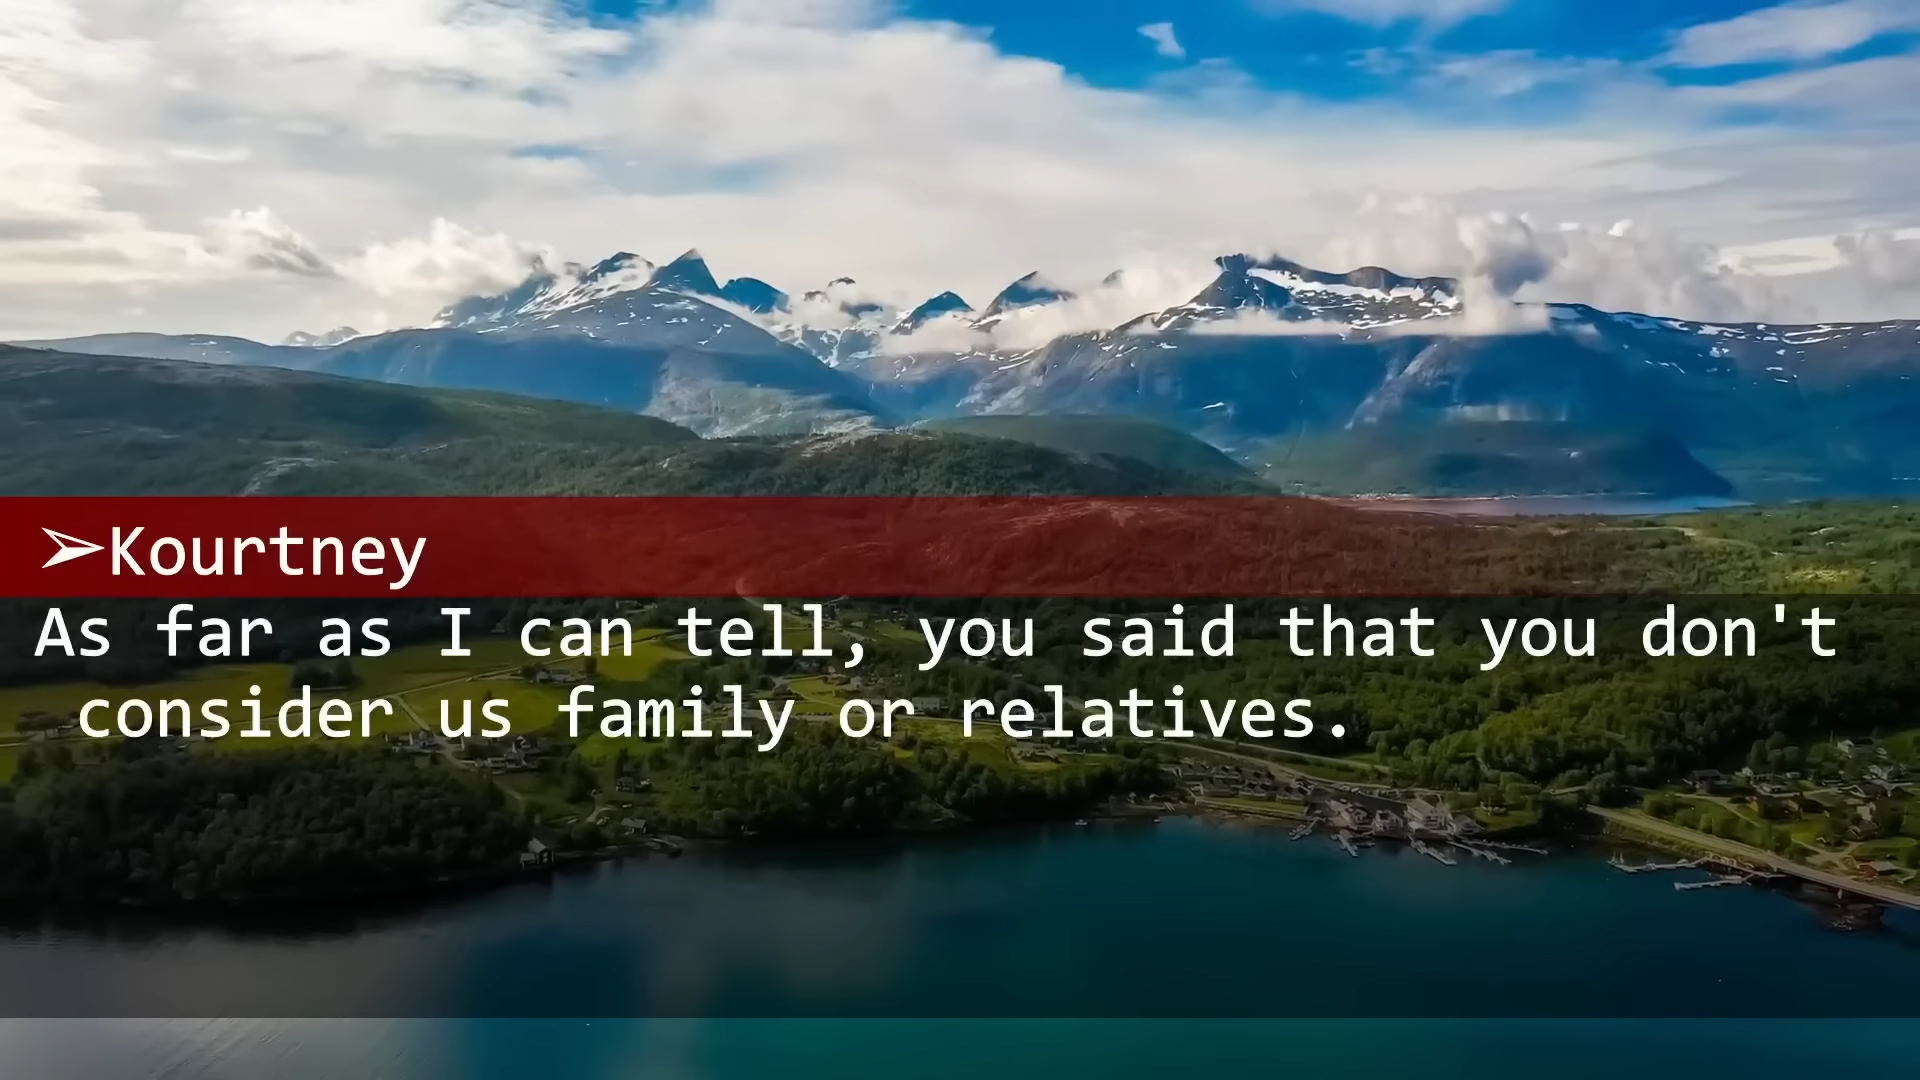 ➢Kourtney
As far as I can tell, you said that you don't
consider us family or relatives.